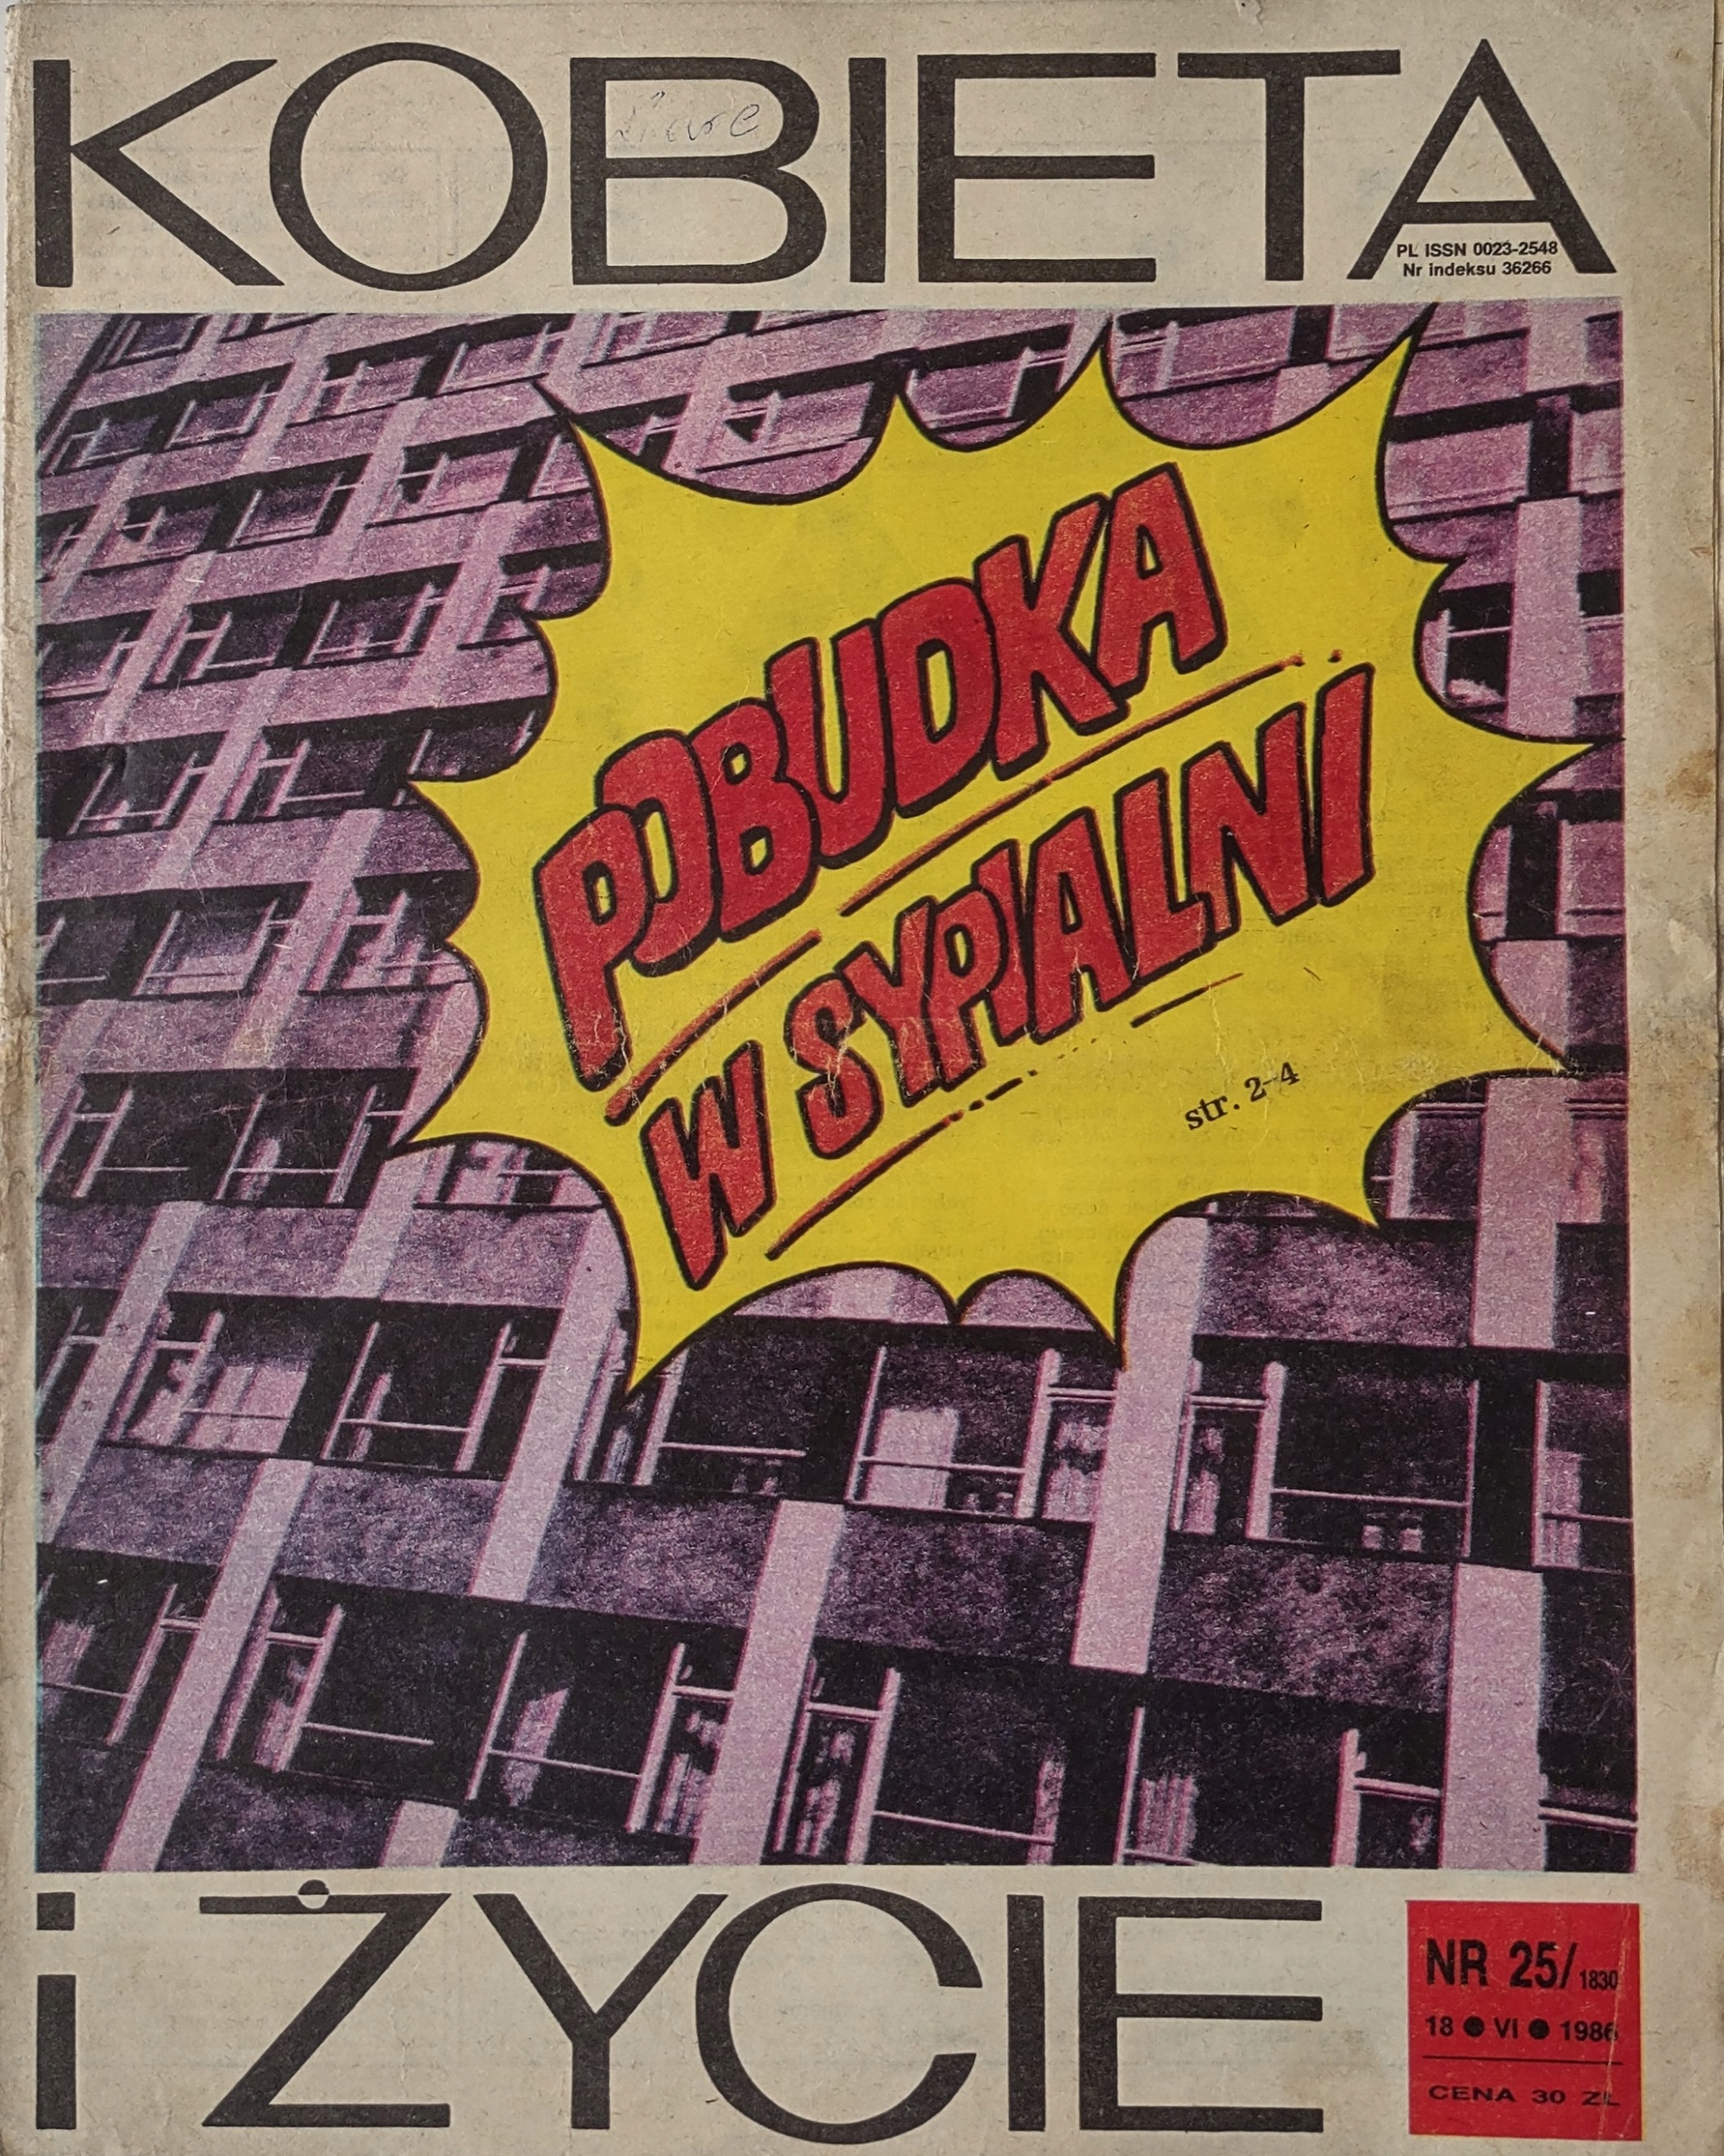 KOBIETA
PL ISSN 0023-2548
Nr indeksu 36266
POBUDKA
W SYPIALNI
str. 2-4
i ŻYCIE
NR 25/1830
18 ● VI ● 1986
CENA 30 ZŁ